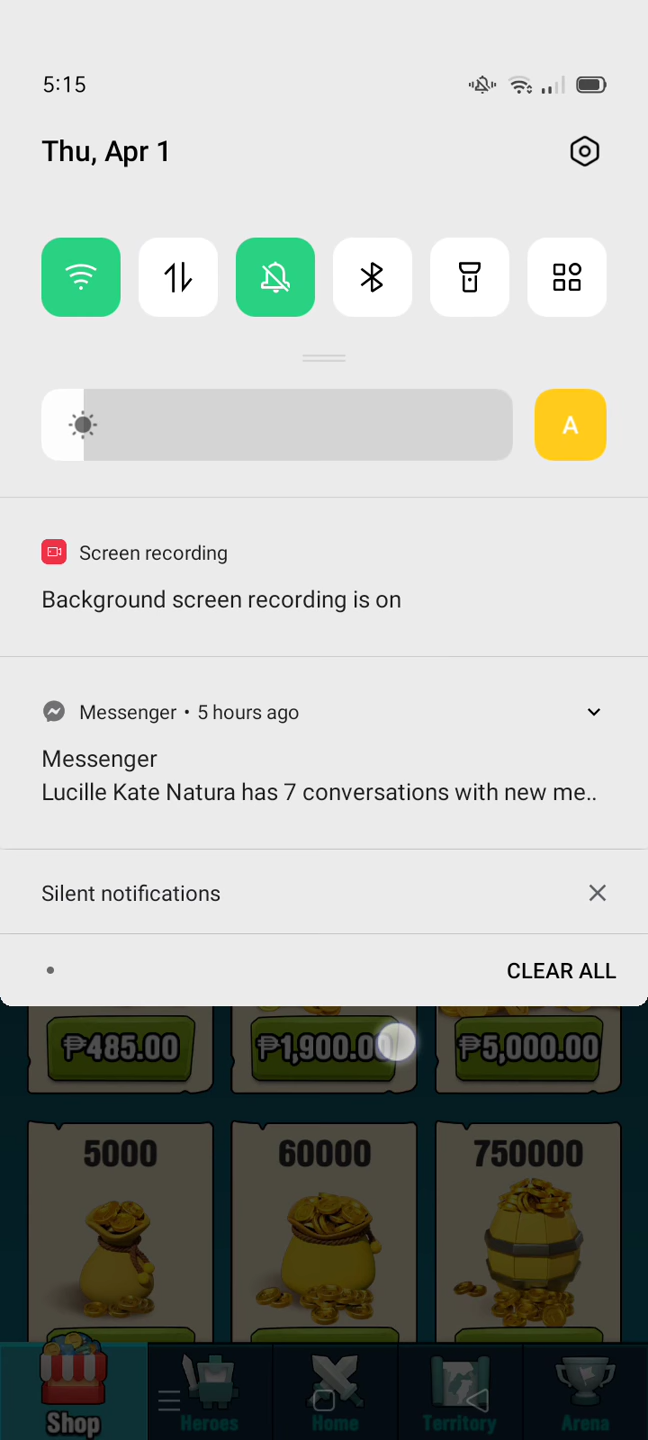 5:15
Thu, Apr 1
A
Screen recording
Background screen recording is on
Messenger • 5 hours ago
Messenger
Lucille Kate Natura has 7 conversations with new me..
Silent notifications
CLEAR ALL
₱485.00 ₱1,900.00 ₱5,000.00
5000 60000 750000
Shop Heroes Home Territory Arena